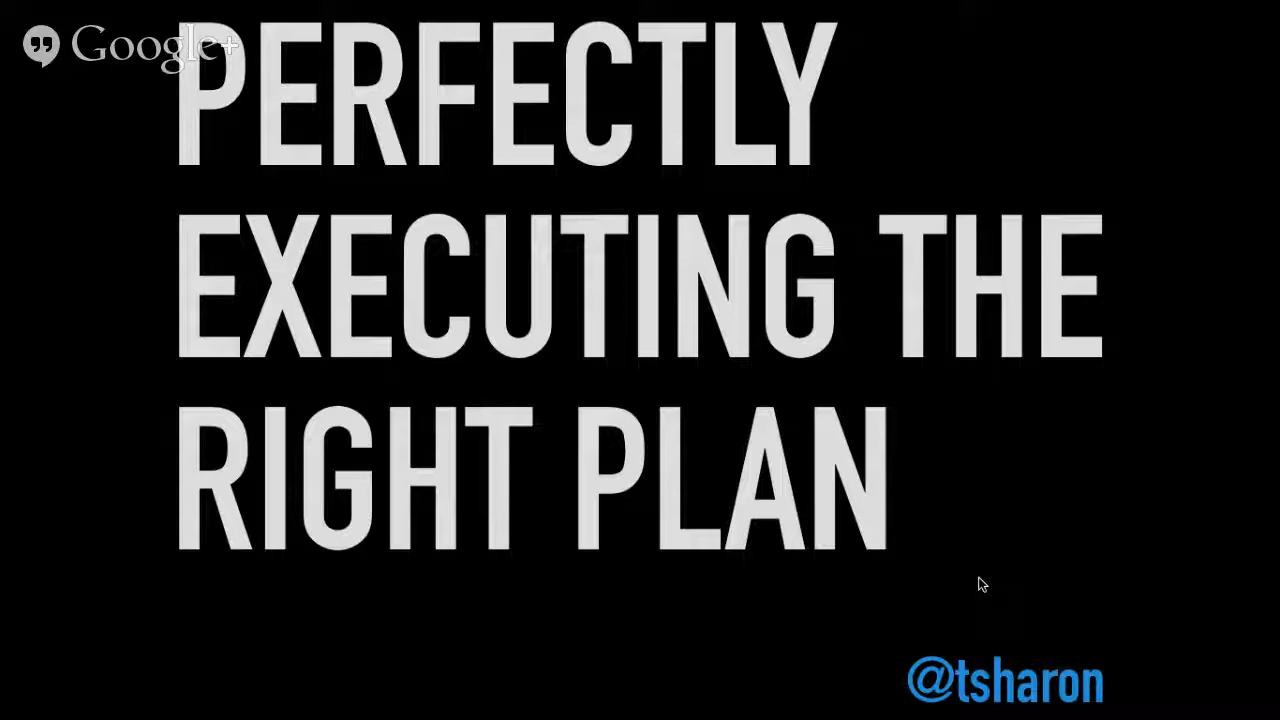 Google+
PERFECTLY
EXECUTING THE
RIGHT PLAN
@tsharon